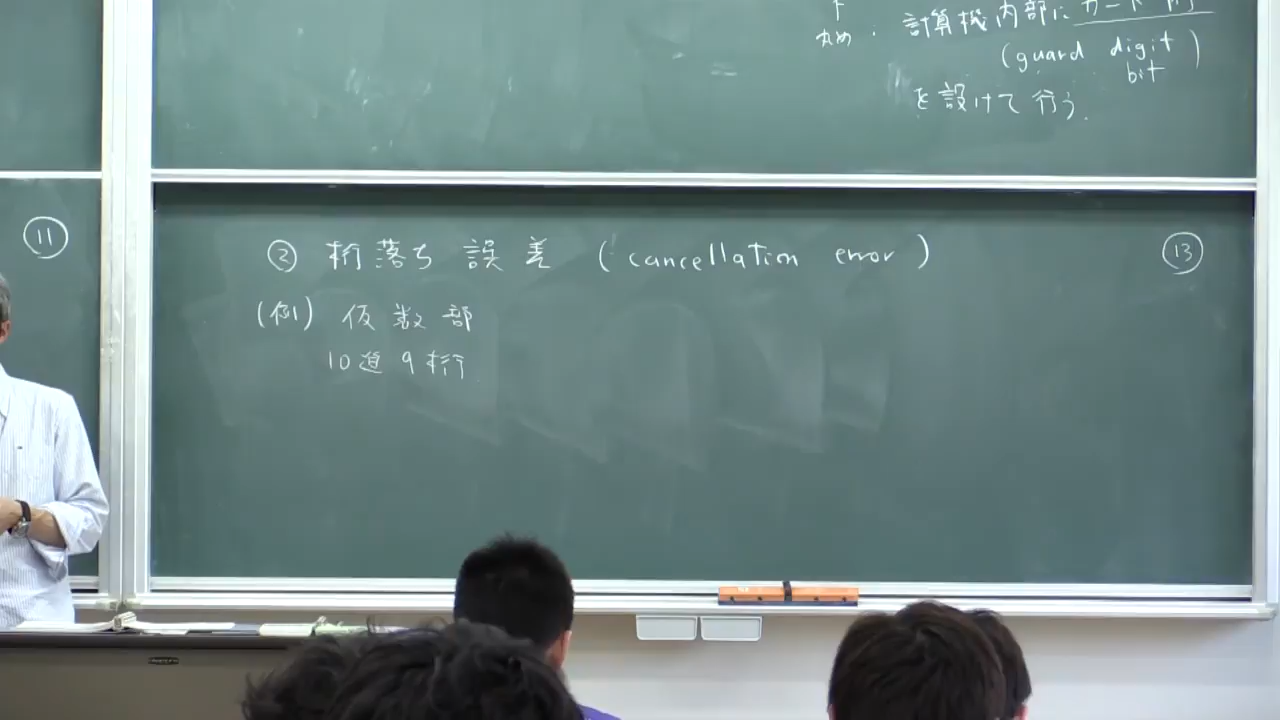 下
丸め . 計算機内部に ガード桁
(guard digit
bit)
を設けて行う.
⑪
② 桁落ち誤差 (cancellation error)
⑬
(例) 仮数部
10進9桁